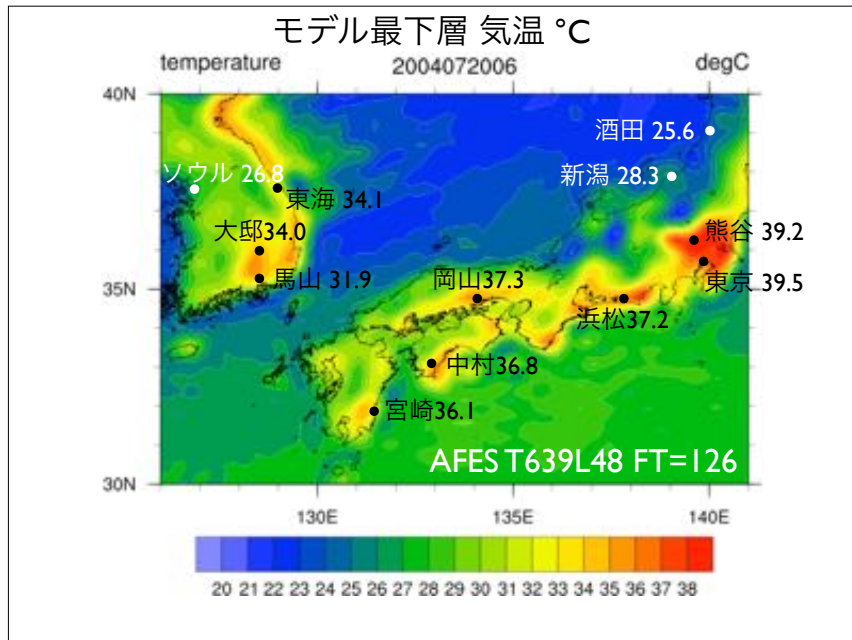 モデル最下層 気温 °C
temperature 2004072006 degC
40N
酒田 25.6
ソウル 26.8
新潟 28.3
東海 34.1
大邸34.0
熊谷 39.2
馬山 31.9
岡山37.3
東京 39.5
35N
浜松37.2
中村36.8
宮崎36.1
AFES T639L48 FT=126
30N
130E 135E 140E
20 21 22 23 24 25 26 27 28 29 30 31 32 33 34 35 36 37 38